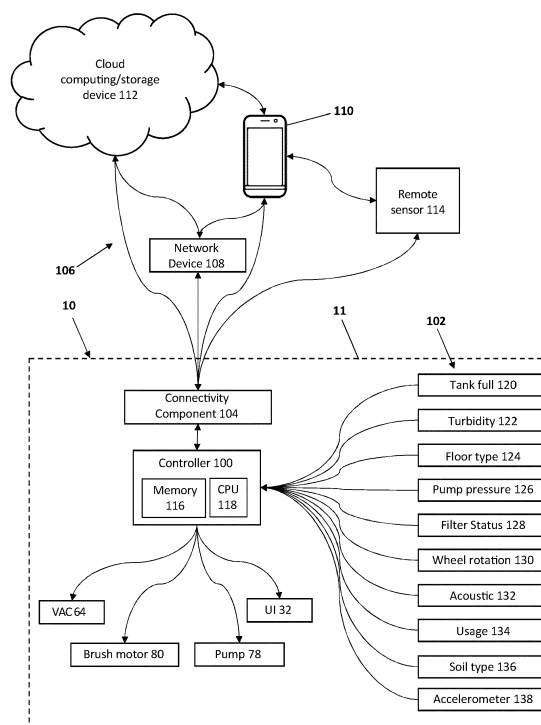 Cloud
computing/storage
device 112
110
Remote
sensor 114
Network
Device 108
106
10
11
102
Connectivity
Component 104
Controller 100
Memory
116
CPU
118
VAC 64
UI 32
Brush motor 80
Pump 78
Tank full 120
Turbidity 122
Floor type 124
Pump pressure 126
Filter Status 128
Wheel rotation 130
Acoustic 132
Usage 134
Soil type 136
Accelerometer 138